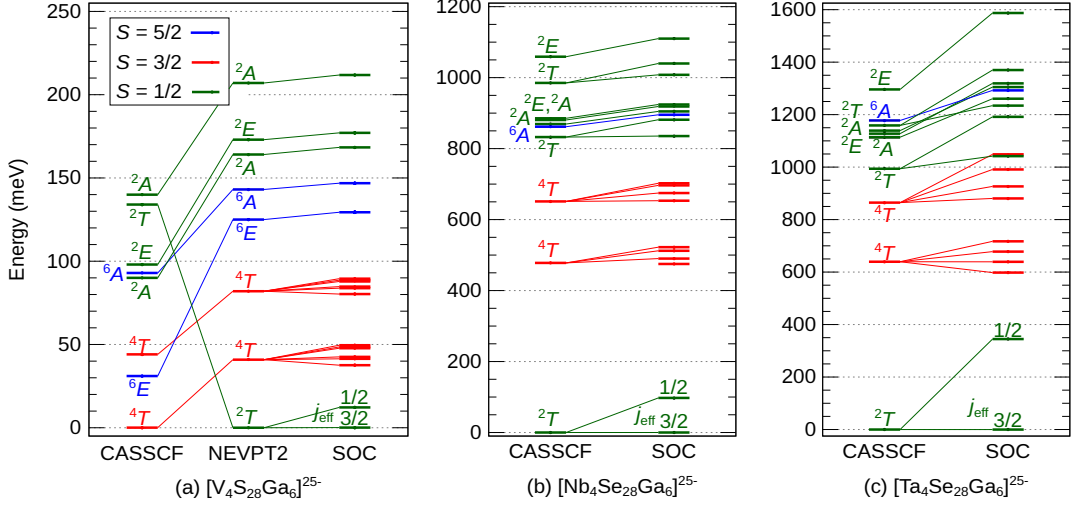 Energy (meV)
250
200
150
100
50
0
S = 5/2
S = 3/2
S = 1/2
²A
²T
²E
⁶A
²A
⁴T
⁶E
⁴T
²A
²E
²A
⁶A
⁶E
⁴T
⁴T
²T
1/2
j_eff 3/2
CASSCF NEVPT2 SOC
(a) [V₄S₂₈Ga₆]²⁵⁻
1200
1000
800
600
400
200
0
²E
²T
²E,²A
²A
⁶A
²T
⁴T
⁴T
²T
1/2
j_eff 3/2
CASSCF SOC
(b) [Nb₄Se₂₈Ga₆]²⁵⁻
1600
1400
1200
1000
800
600
400
200
0
²E
²T ⁶A
²A
²E ²A
²T
⁴T
⁴T
²T
1/2
j_eff
3/2
CASSCF SOC
(c) [Ta₄Se₂₈Ga₆]²⁵⁻